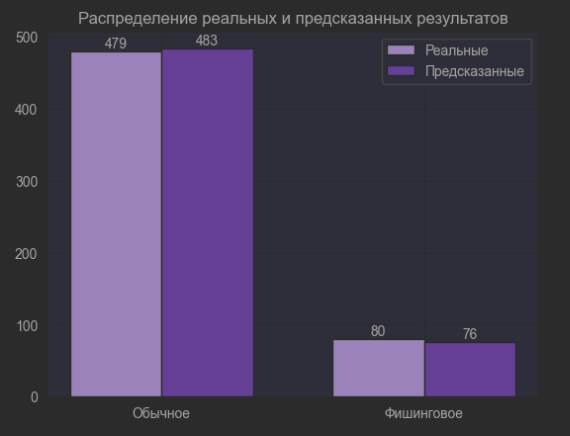 Распределение реальных и предсказанных результатов
500
400
300
200
100
0
479
483
80
76
Реальные
Предсказанные
Обычное
Фишинговое